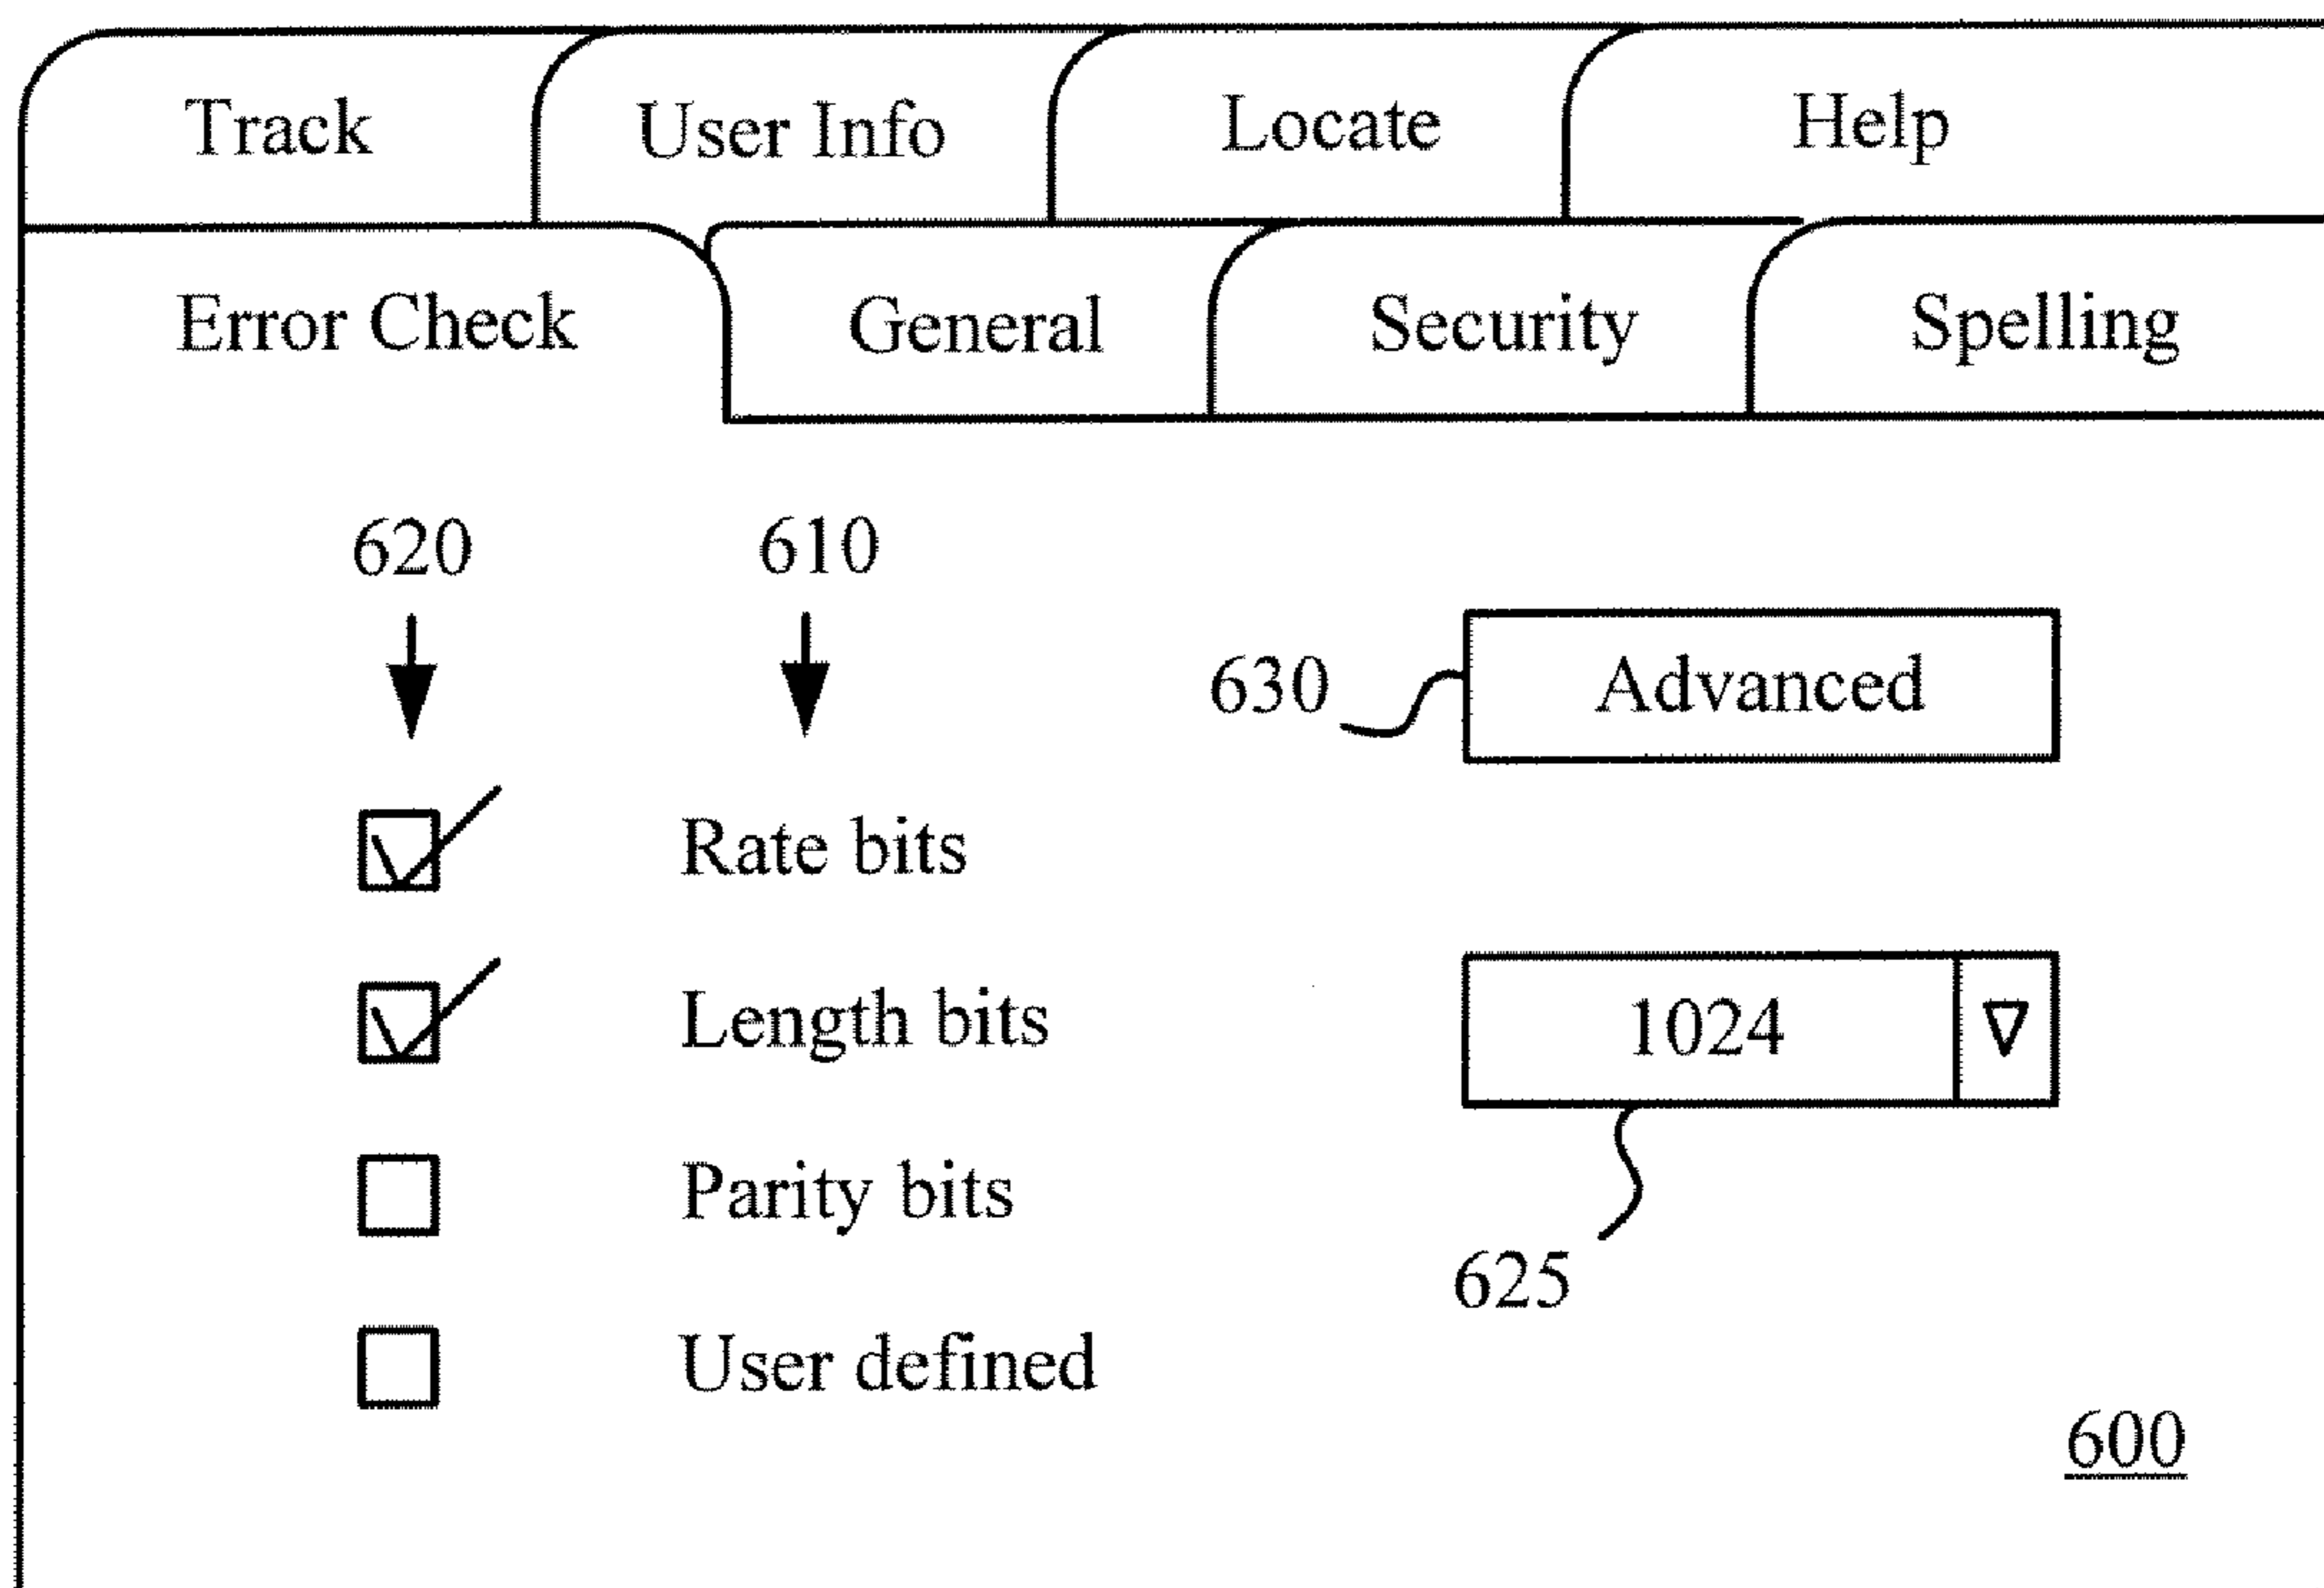 Track User Info Locate Help
Error Check General Security Spelling
620 610
630 Advanced
Rate bits
Length bits 1024
Parity bits
625
User defined
600